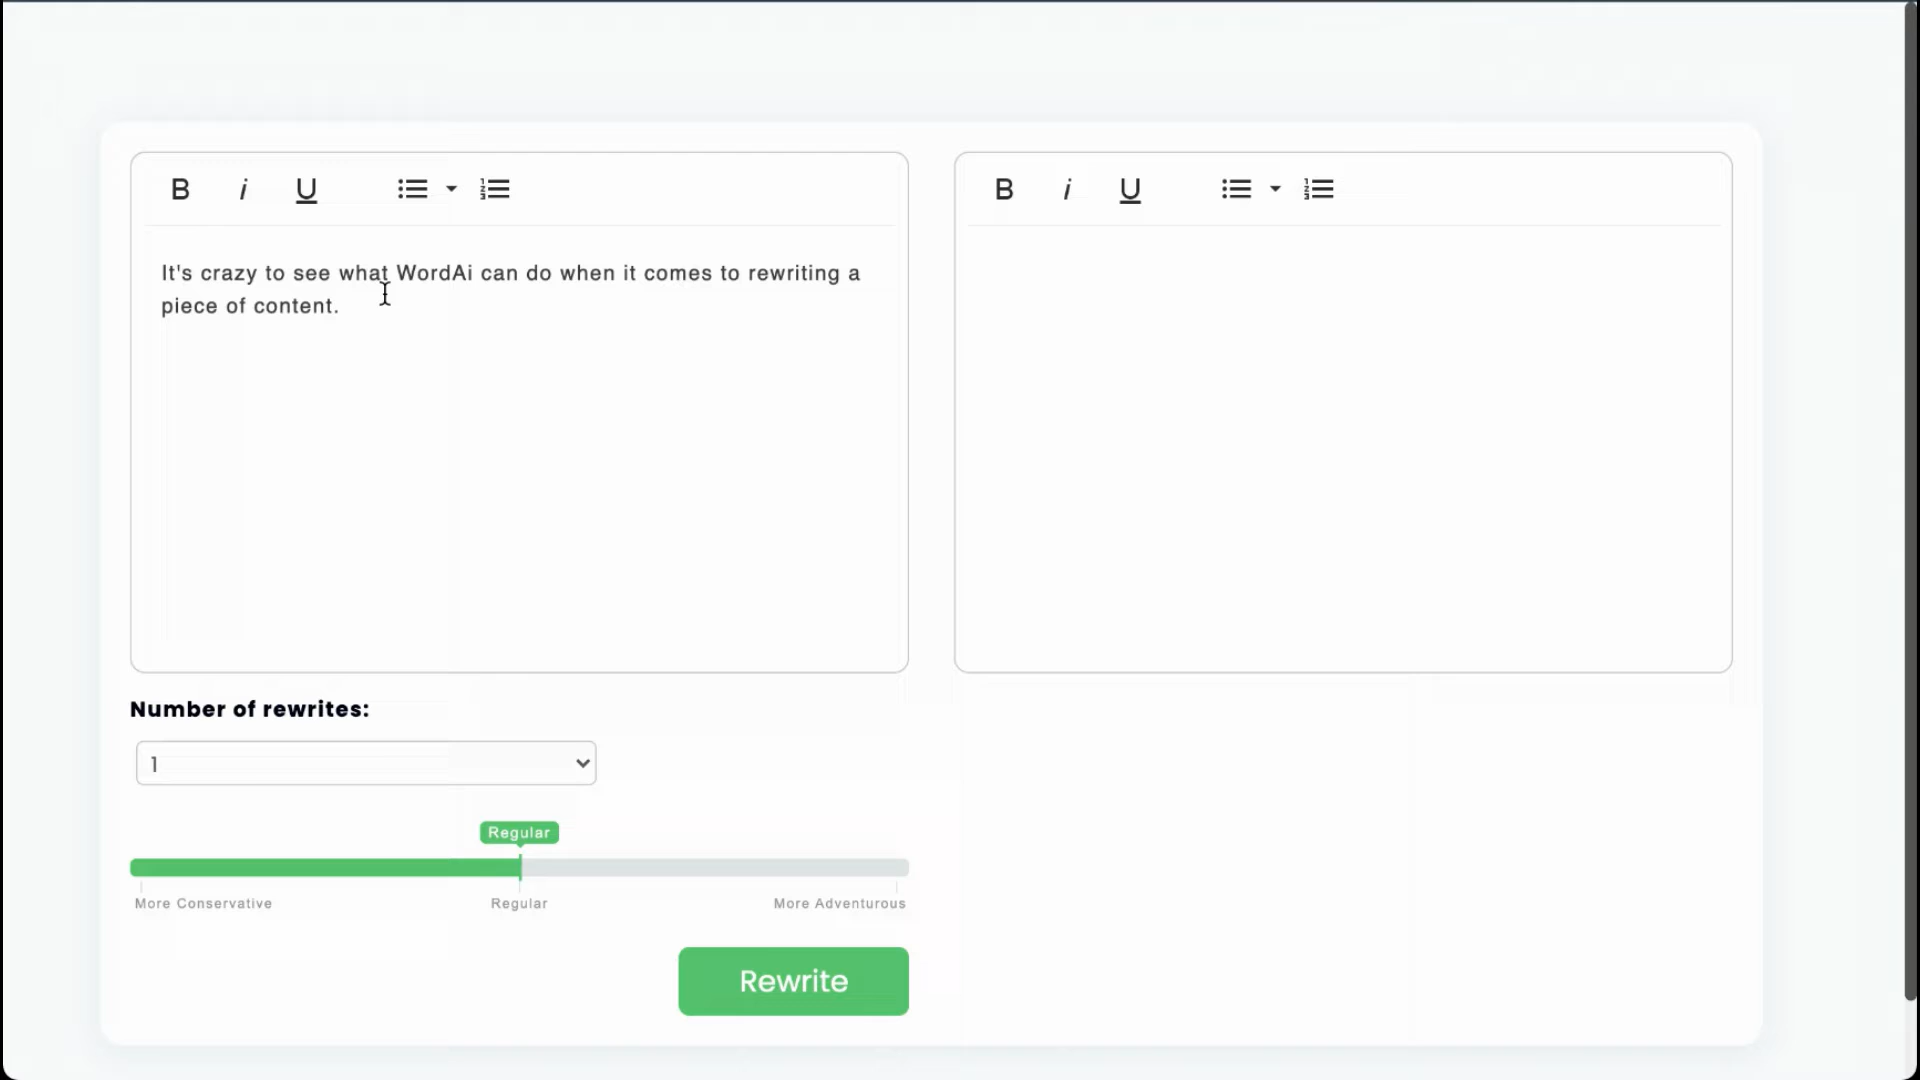 B i U
B i U
It's crazy to see what WordAi can do when it comes to rewriting a
piece of content.
Number of rewrites:
1
Regular
More Conservative Regular More Adventurous
Rewrite